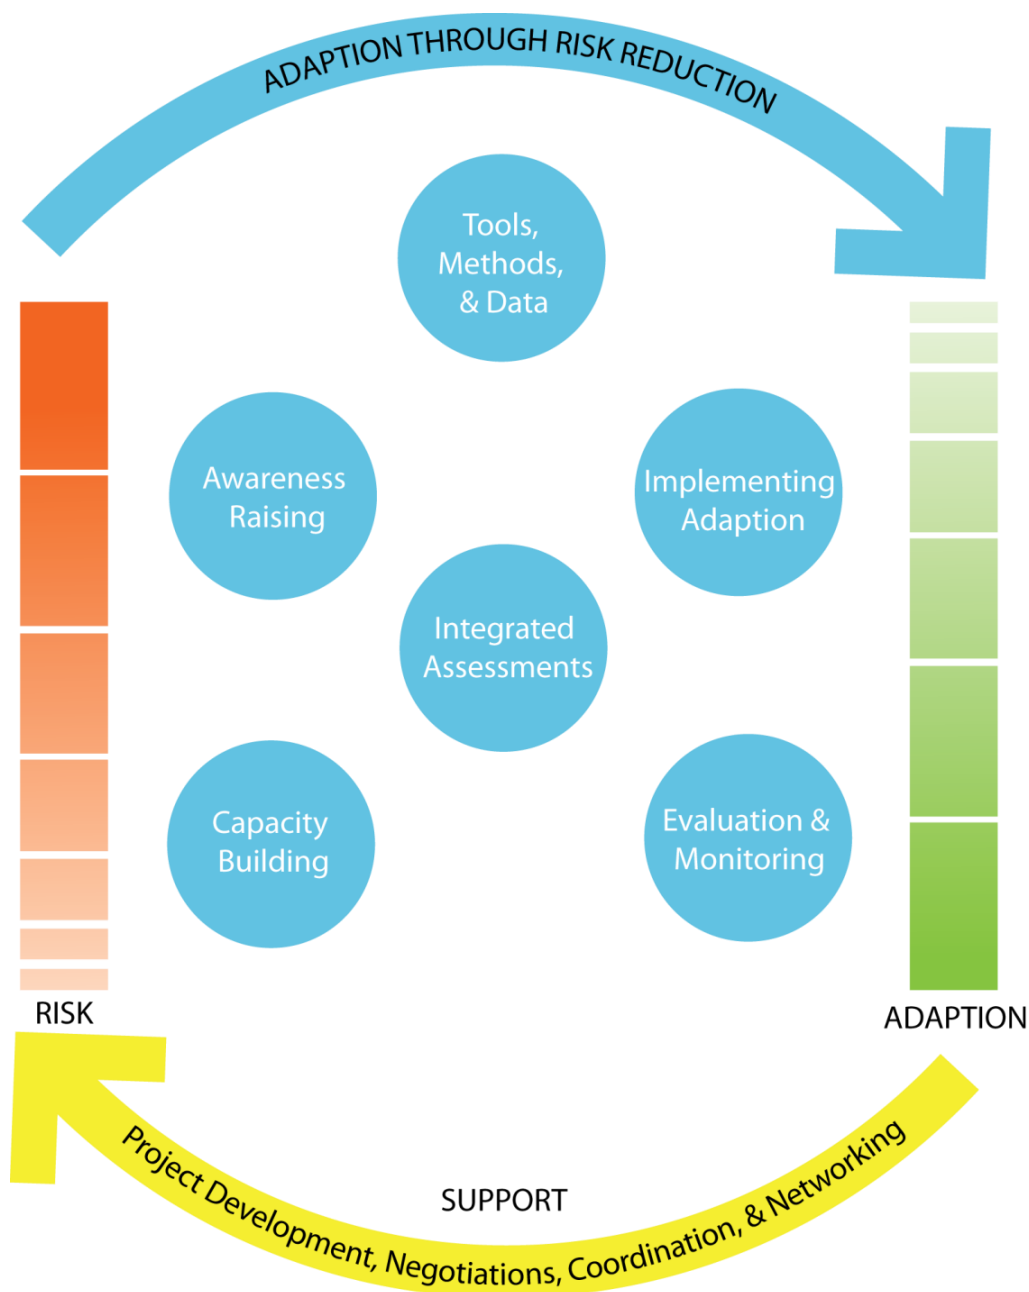 ADAPTION THROUGH RISK REDUCTION
Tools,
Methods,
& Data
Awareness
Raising
Implementing
Adaption
Integrated
Assessments
Capacity
Building
Evaluation &
Monitoring
RISK
ADAPTION
SUPPORT
Project Development, Negotiations, Coordination, & Networking